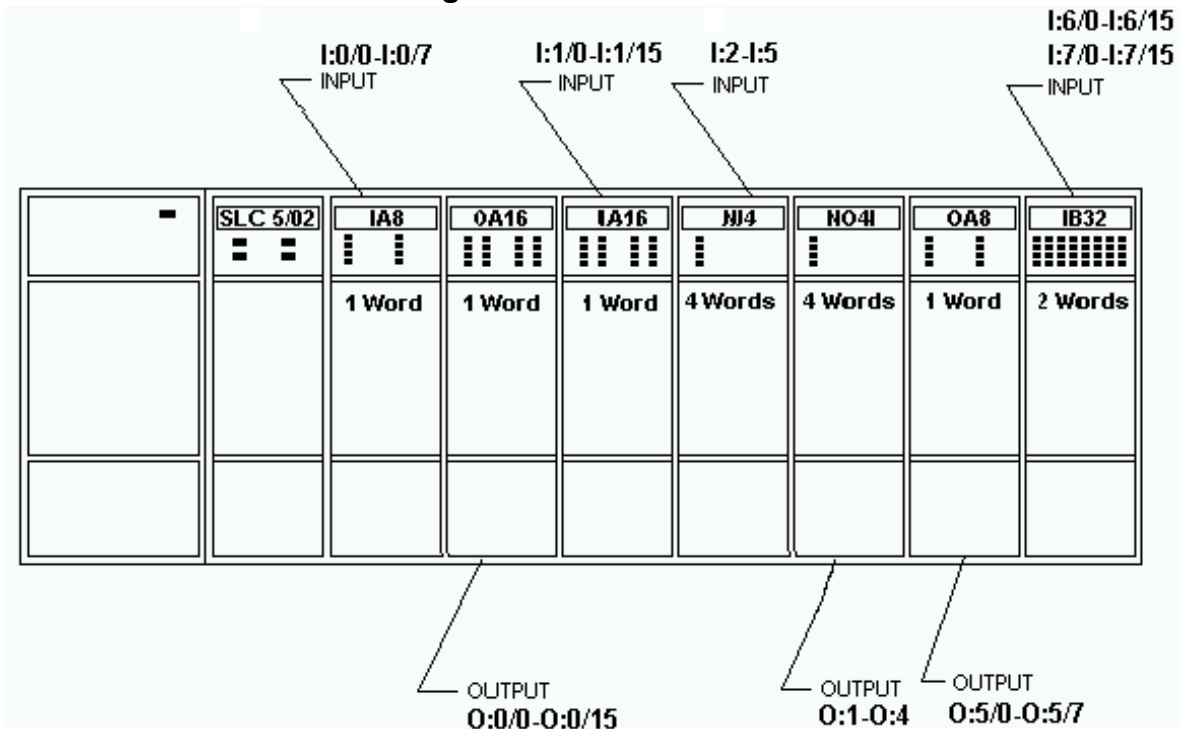 I:0/0-I:0/7
INPUT
I:1/0-I:1/15
INPUT
I:2-I:5
INPUT
I:6/0-I:6/15
I:7/0-I:7/15
INPUT
SLC 5/02
IA8
OA16
IA16
NI4
NO4I
OA8
IB32
1 Word
1 Word
1 Word
4 Words
4 Words
1 Word
2 Words
OUTPUT
O:0/0-O:0/15
OUTPUT
O:1-O:4
OUTPUT
O:5/0-O:5/7